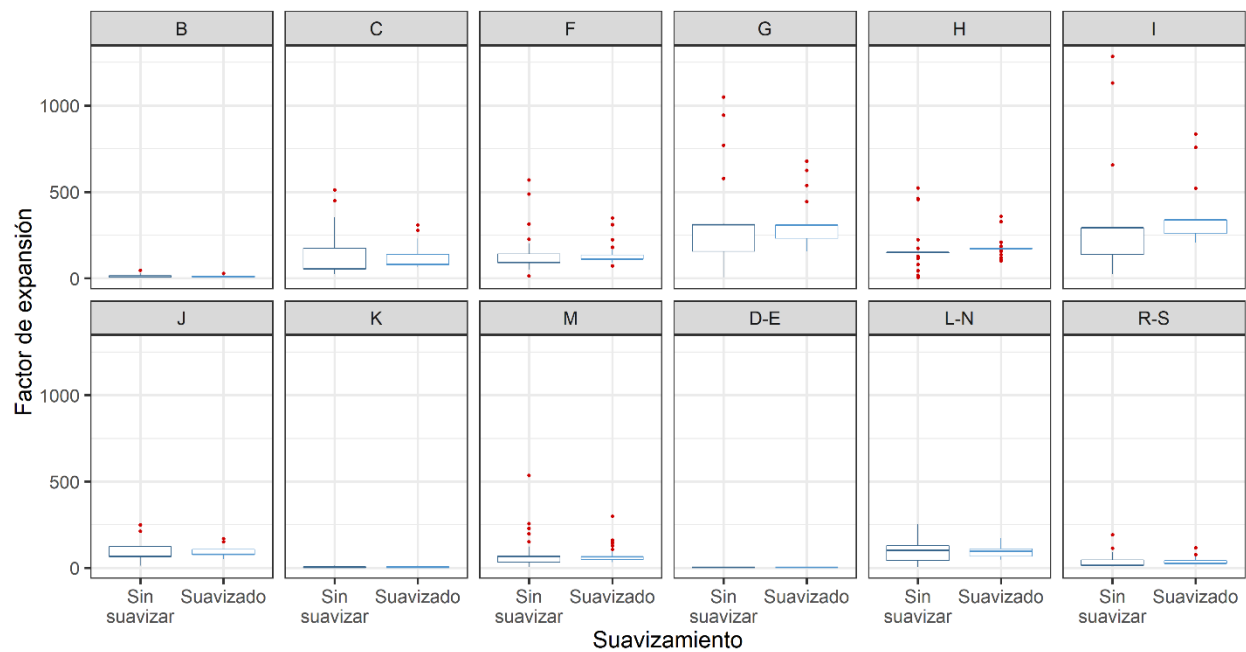 B C F G H I
1000
500
0
J K M D-E L-N R-S
1000
500
0
Factor de expansión
Sin suavizar Suavizado Sin suavizar Suavizado Sin suavizar Suavizado Sin suavizar Suavizado Sin suavizar Suavizado Sin suavizar Suavizado
Suavizamiento